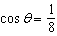 cos θ = 1/8